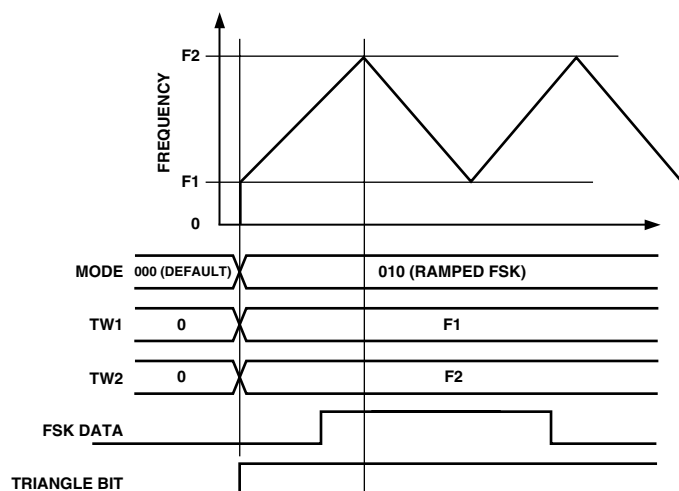 F2
FREQUENCY
F1
0
MODE 000 (DEFAULT) 010 (RAMPED FSK)
TW1 0 F1
TW2 0 F2
FSK DATA
TRIANGLE BIT